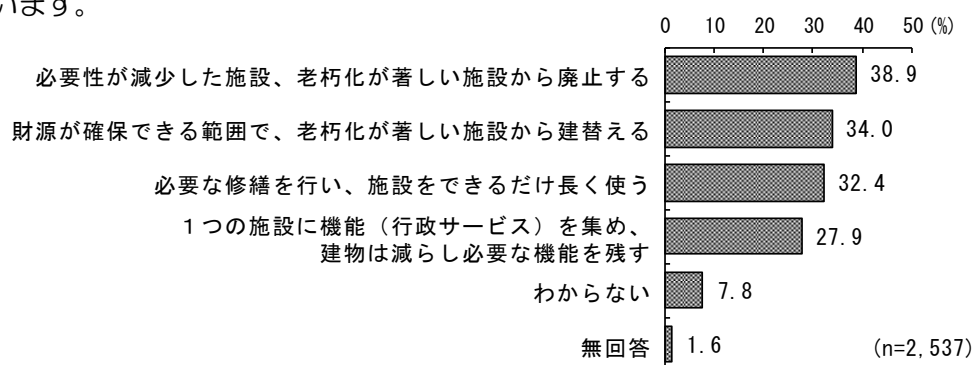 います。
0 10 20 30 40 50 (%)
必要性が減少した施設、老朽化が著しい施設から廃止する 38.9
財源が確保できる範囲で、老朽化が著しい施設から建替える 34.0
必要な修繕を行い、施設をできるだけ長く使う 32.4
１つの施設に機能（行政サービス）を集め、
建物は減らし必要な機能を残す 27.9
わからない 7.8
無回答 1.6 (n=2,537)